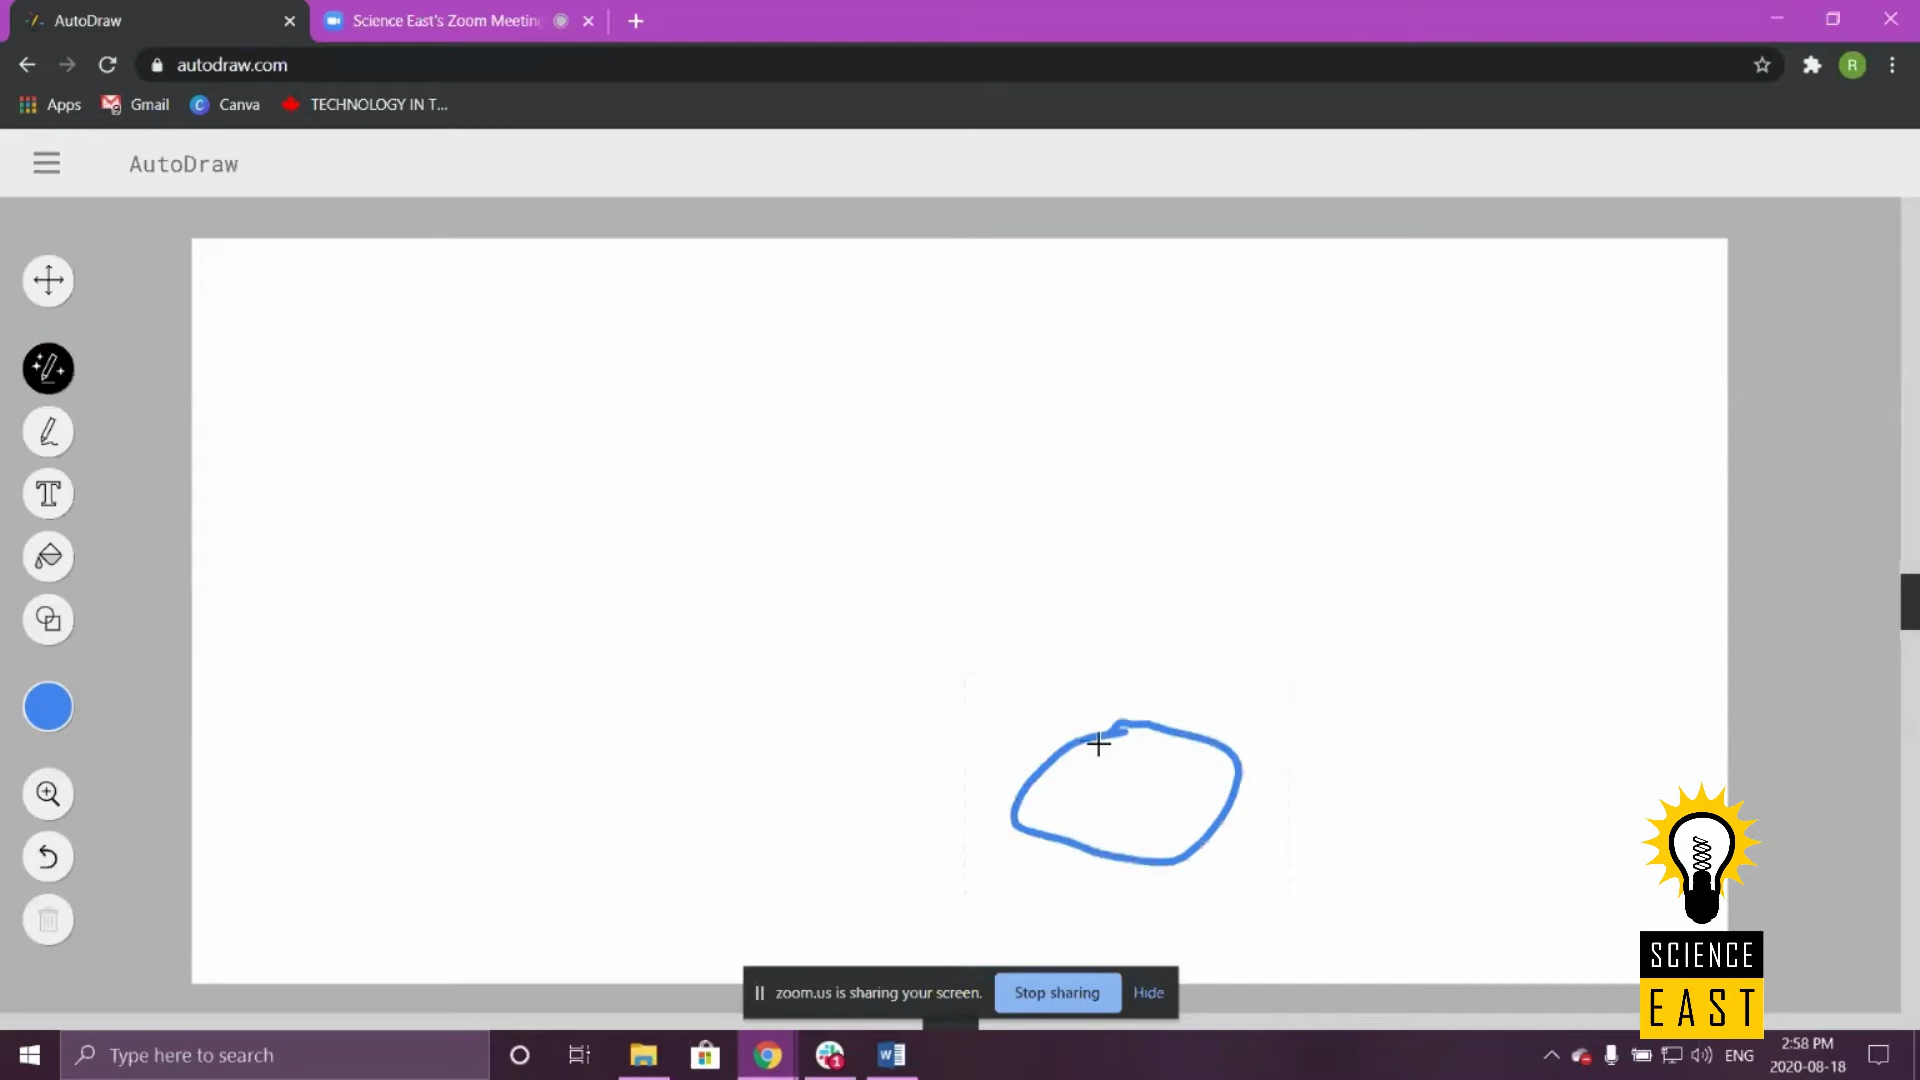 AutoDraw
Science East's Zoom Meeting
autodraw.com
R
Apps
Gmail
C
Canva
TECHNOLOGY IN T...
AutoDraw
T
zoom.us is sharing your screen.
Stop sharing
Hide
SCIENCE
EAST
Type here to search
1
W
ENG
2:58 PM
2020-08-18